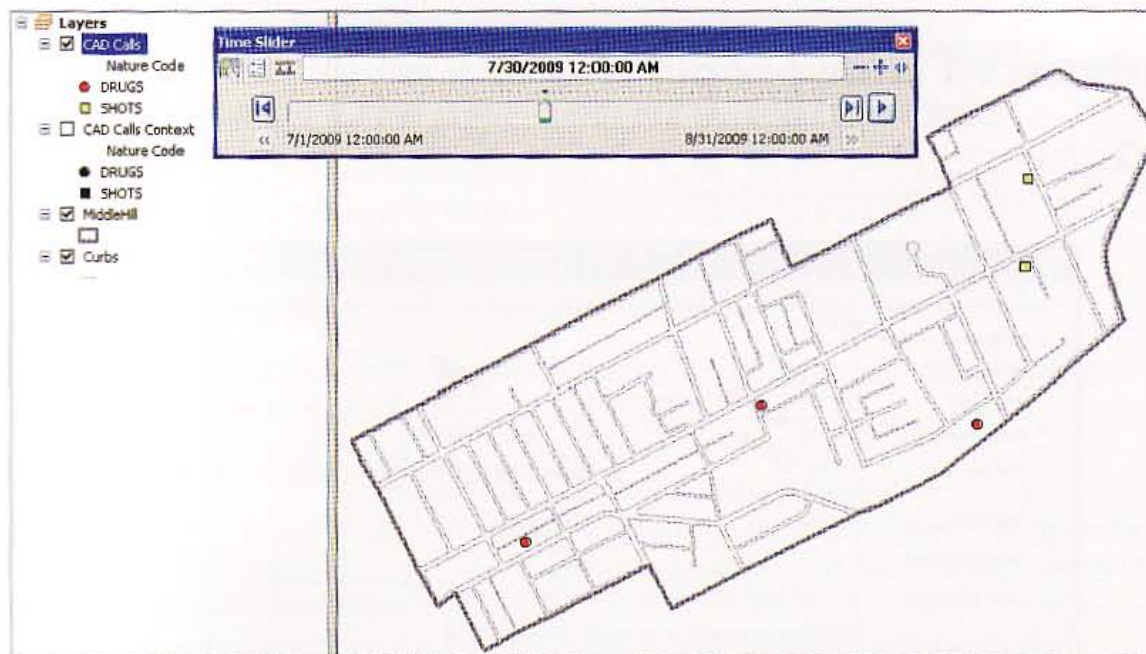 Layers
CAD Calls
Nature Code
DRUGS
SHOTS
CAD Calls Context
Nature Code
DRUGS
SHOTS
MiddleHill
Curbs
Time Slider
7/30/2009 12:00:00 AM
<< 7/1/2009 12:00:00 AM 8/31/2009 12:00:00 AM >>